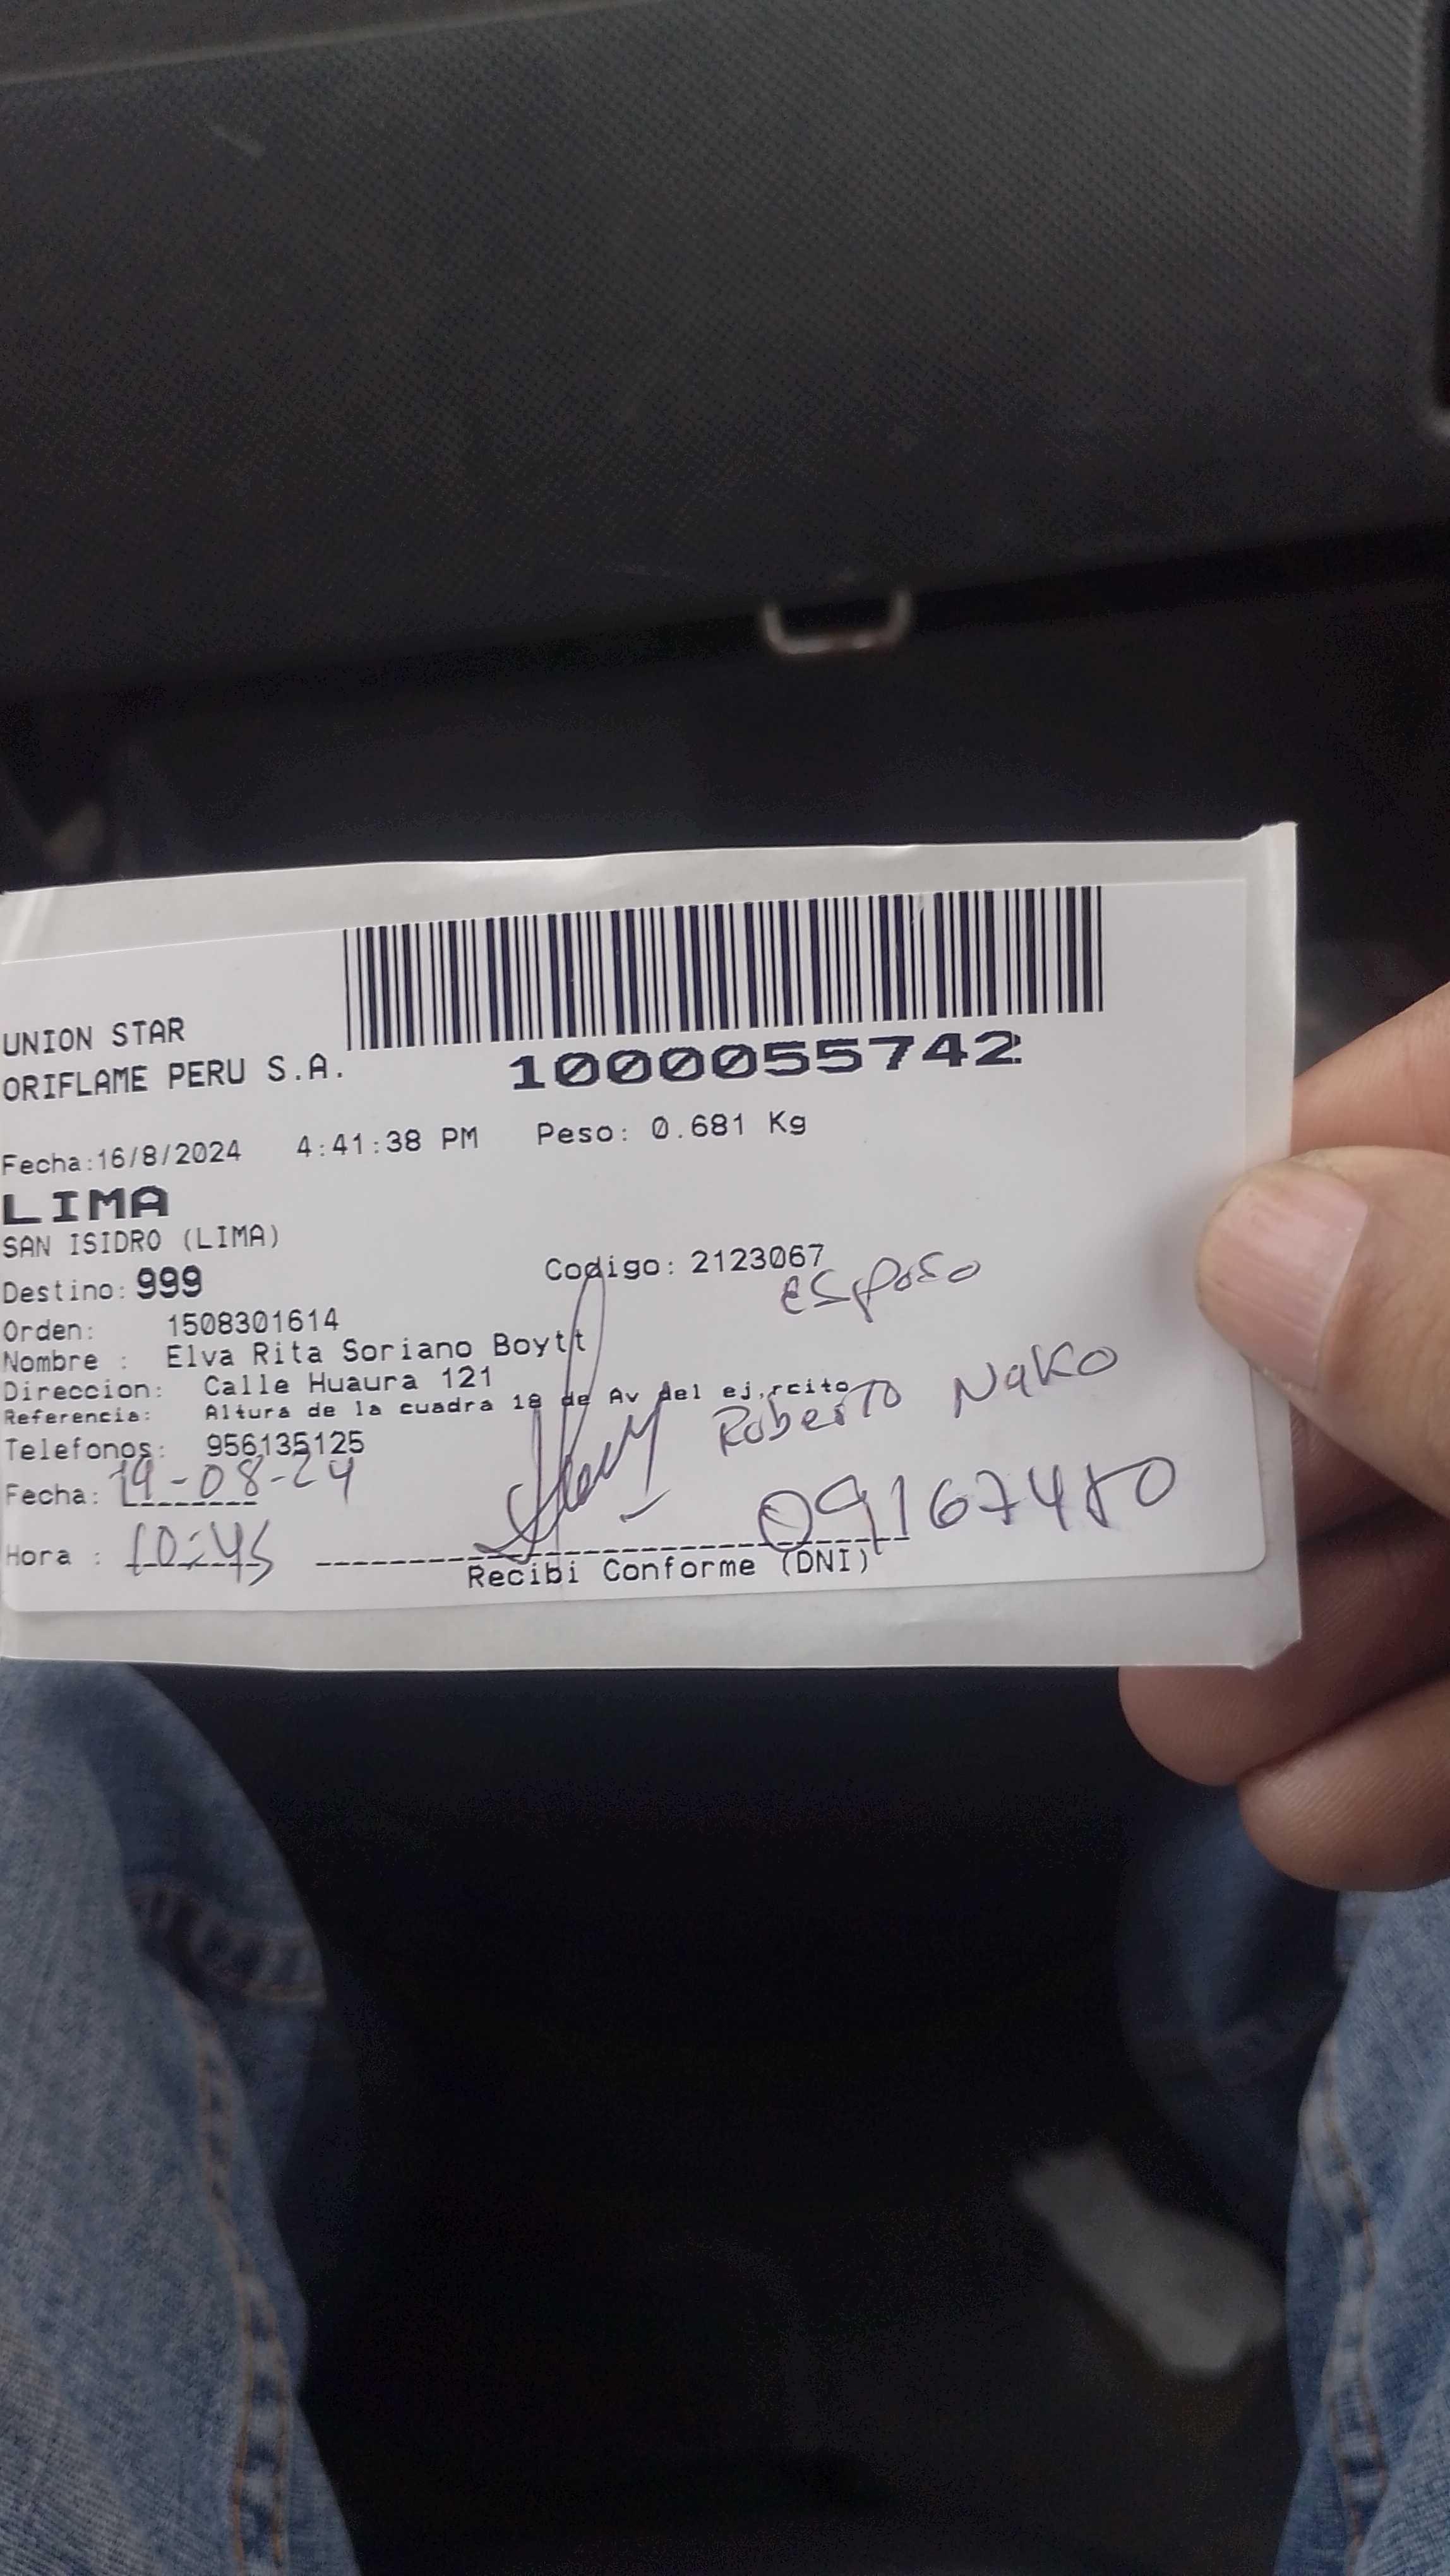 UNION STAR
ORIFLAME PERU S.A.
1000055742
Fecha:16/8/2024 4:41:38 PM Peso: 0.681 Kg
LIMA
SAN ISIDRO (LIMA)
Destino: 999 Codigo: 2123067
esposo
Orden: 1508301614
Nombre : Elva Rita Soriano Boytt
Direccion: Calle Huaura 121
Referencia: Altura de la cuadra 18 de Av del ej,rcito
Roberto Nako
Telefonos: 956135125
Fecha: 19-08-24
09167480
Hora : 10:45
Recibi Conforme (DNI)